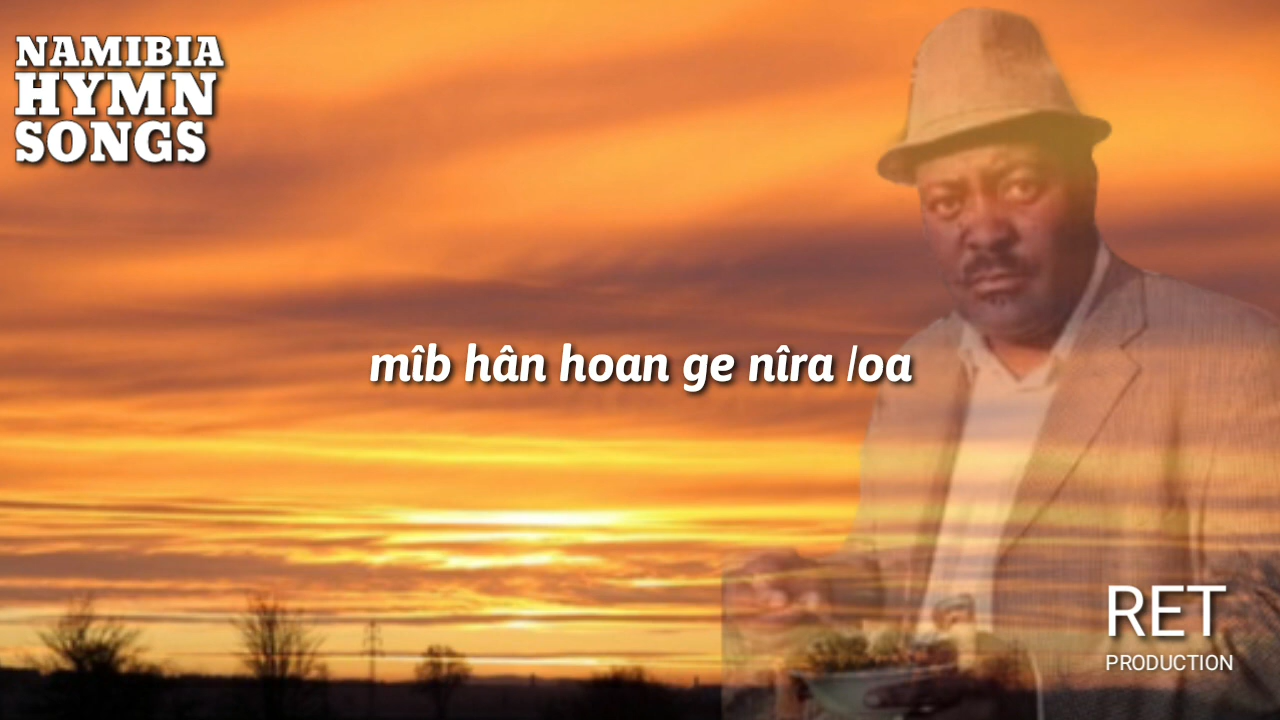 NAMIBIA
HYMN
SONGS
mîb hân hoan ge nîra /oa
RET
PRODUCTION